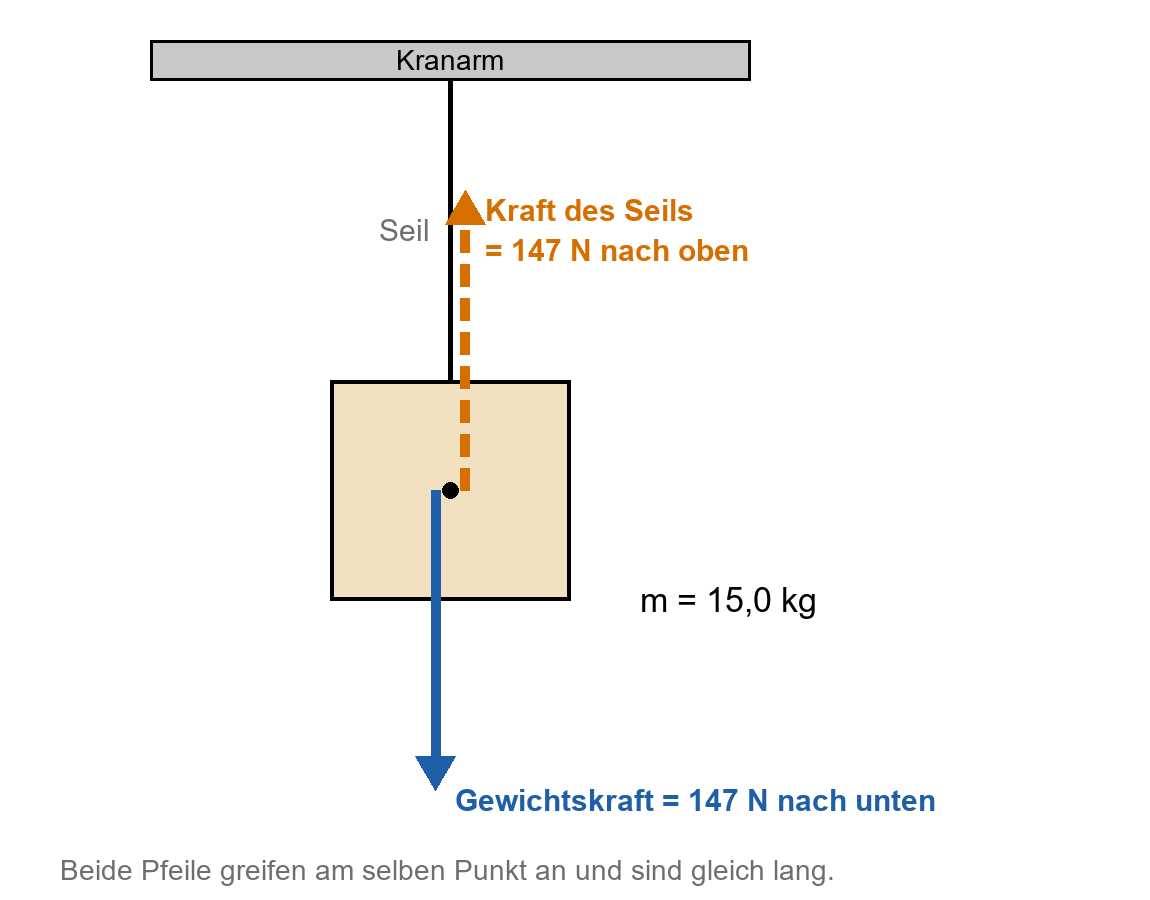 Kranarm
Seil
Kraft des Seils
= 147 N nach oben
m = 15,0 kg
Gewichtskraft = 147 N nach unten
Beide Pfeile greifen am selben Punkt an und sind gleich lang.